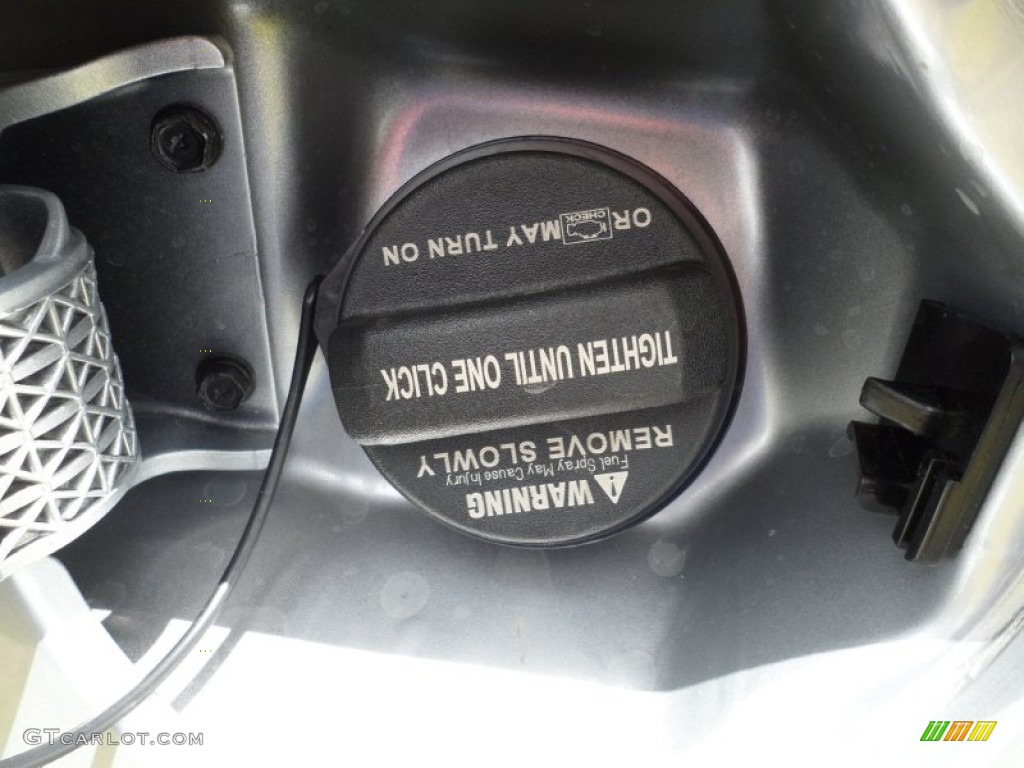 WARNING
Fuel Spray May Cause Injury
REMOVE SLOWLY
TIGHTEN UNTIL ONE CLICK
OR CHECK MAY TURN ON
GTCARLOT.COM